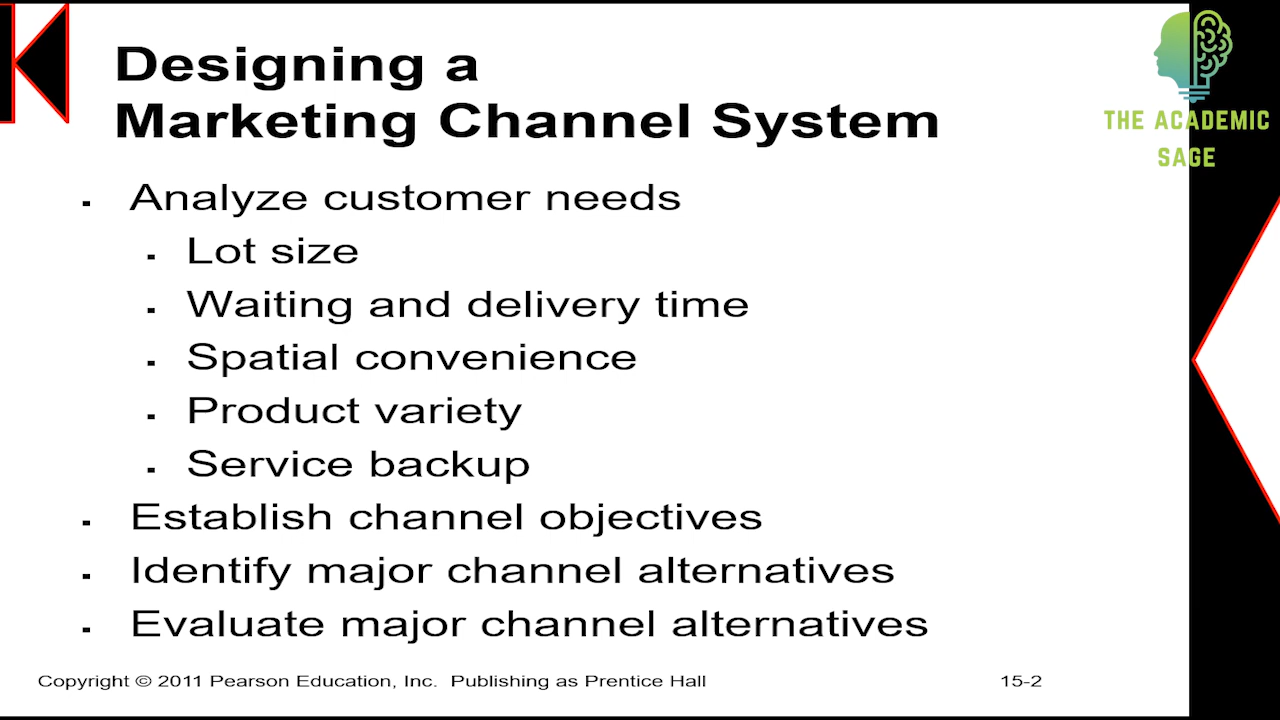 Designing a
Marketing Channel System
THE ACADEMIC
SAGE
▪ Analyze customer needs
▪ Lot size
▪ Waiting and delivery time
▪ Spatial convenience
▪ Product variety
▪ Service backup
▪ Establish channel objectives
▪ Identify major channel alternatives
▪ Evaluate major channel alternatives
Copyright © 2011 Pearson Education, Inc. Publishing as Prentice Hall 15-2